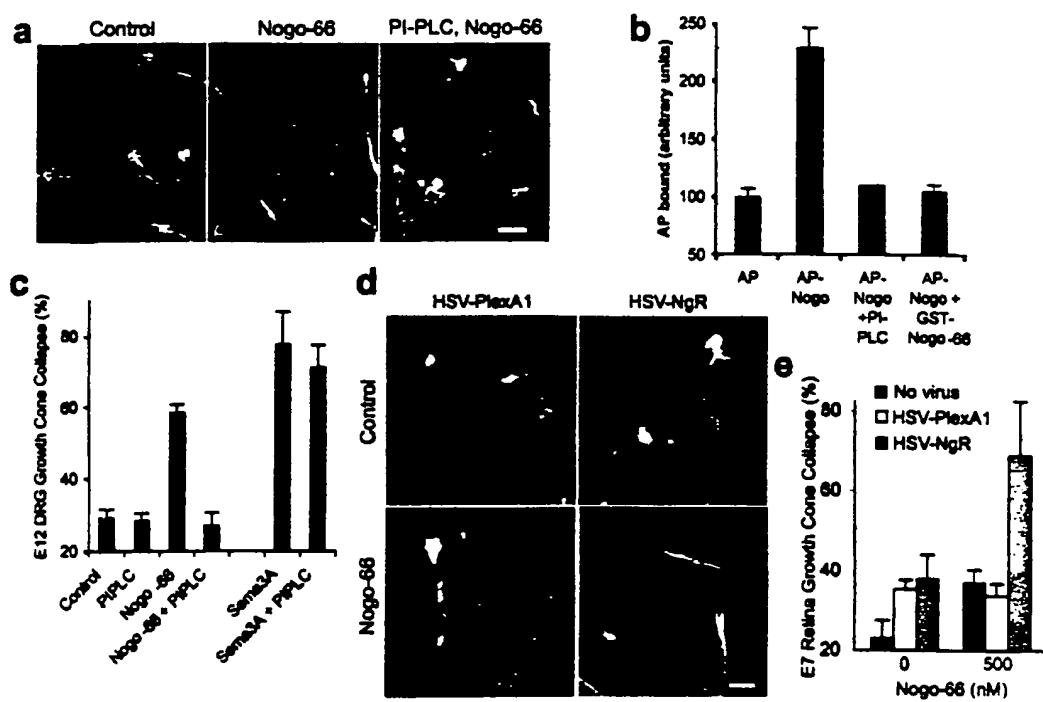 a
Control
Nogo-66
PI-PLC, Nogo-66
b
AP bound (arbitrary units)
250
200
150
100
50
AP
AP-
Nogo
AP-
Nogo
+PI-
PLC
AP-
Nogo +
GST-
Nogo-66
c
E12 DRG Growth Cone Collapse (%)
80
60
40
20
Control
PIPLC
Nogo-66
Nogo-66 + PIPLC
Sema3A
Sema3A + PIPLC
d
HSV-PlexA1
HSV-NgR
Control
Nogo-66
e
E7 Retina Growth Cone Collapse (%)
80
60
40
20
No virus
HSV-PlexA1
HSV-NgR
0
500
Nogo-66 (nM)